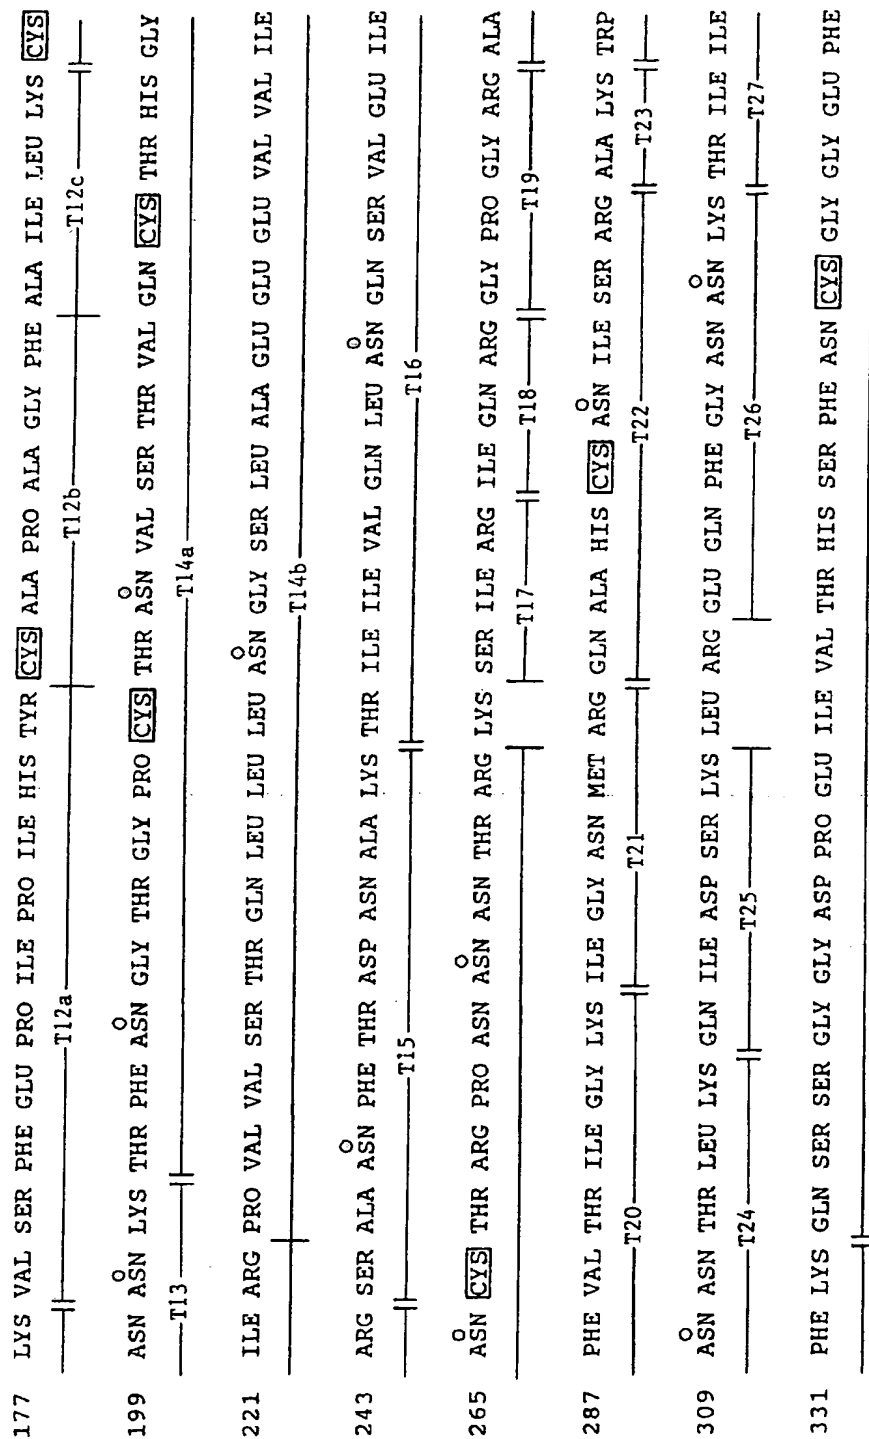 177 LYS VAL SER PHE GLU PRO ILE PRO ILE HIS TYR CYS ALA PRO ALA GLY PHE ALA ILE LEU LYS CYS
T12a T12b T12c
199 ASN ASN LYS THR PHE ASN GLY THR GLY PRO CYS THR ASN VAL SER THR VAL GLN CYS THR HIS GLY
T13 T14a
221 ILE ARG PRO VAL VAL SER THR GLN LEU LEU LEU ASN GLY SER LEU ALA GLU GLU GLU VAL VAL ILE
T14b
243 ARG SER ALA ASN PHE THR ASP ASN ALA LYS THR ILE ILE VAL GLN LEU ASN GLN SER VAL GLU ILE
T15 T16
265 ASN CYS THR ARG PRO ASN ASN ASN THR ARG LYS SER ILE ARG ILE GLN ARG GLY PRO GLY ARG ALA
T17 T18 T19
287 PHE VAL THR ILE GLY LYS ILE GLY ASN MET ARG GLN ALA HIS CYS ASN ILE SER ARG ALA LYS TRP
T20 T21 T22 T23
309 ASN ASN THR LEU LYS GLN ILE ASP SER LYS LEU ARG GLU GLN PHE GLY ASN ASN LYS THR ILE ILE
T24 T25 T26 T27
331 PHE LYS GLN SER SER GLY GLY ASP PRO GLU ILE VAL THR HIS SER PHE ASN CYS GLY GLY GLU PHE